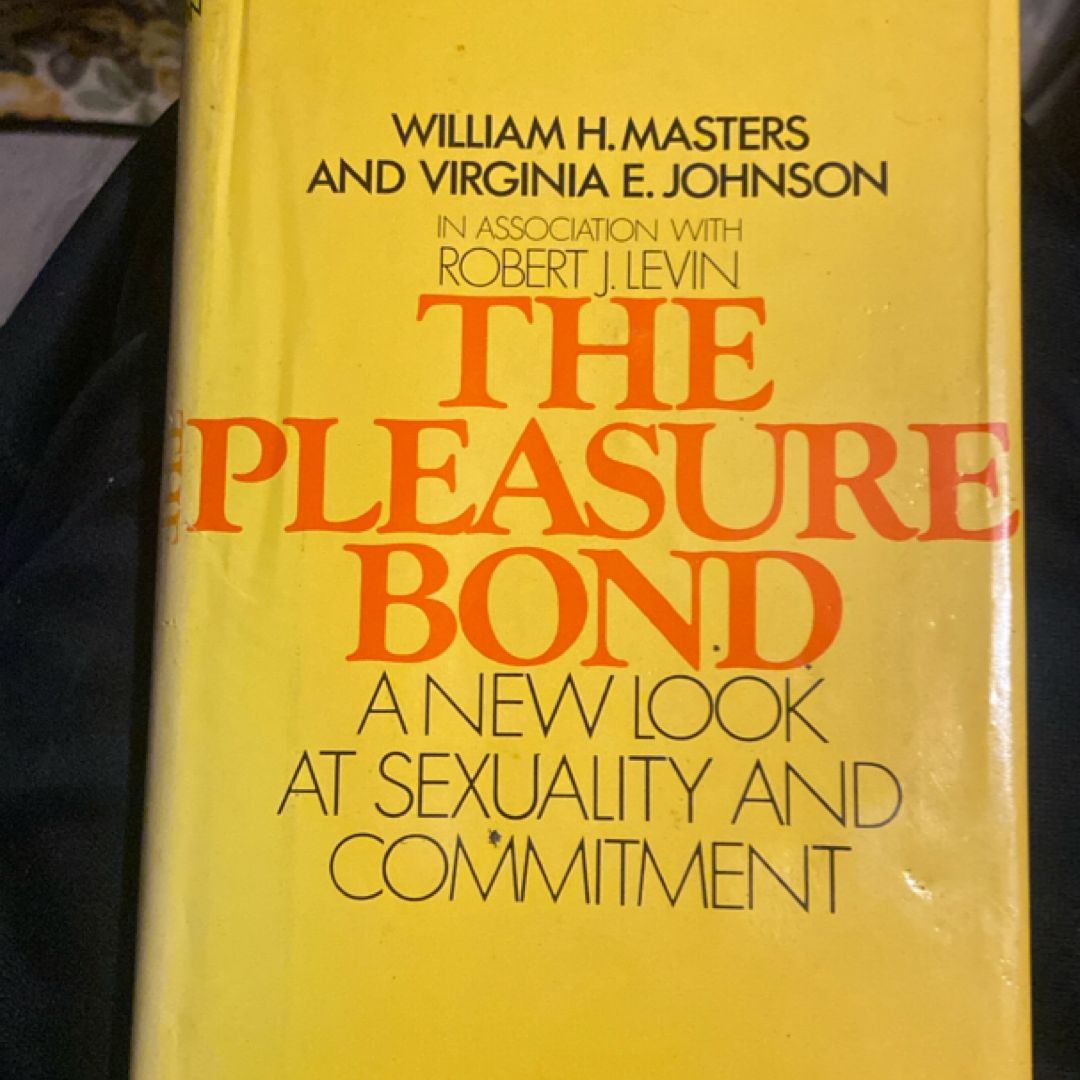 WILLIAM H. MASTERS
AND VIRGINIA E. JOHNSON
IN ASSOCIATION WITH
ROBERT J. LEVIN
THE
PLEASURE
BOND
A NEW LOOK
AT SEXUALITY AND
COMMITMENT